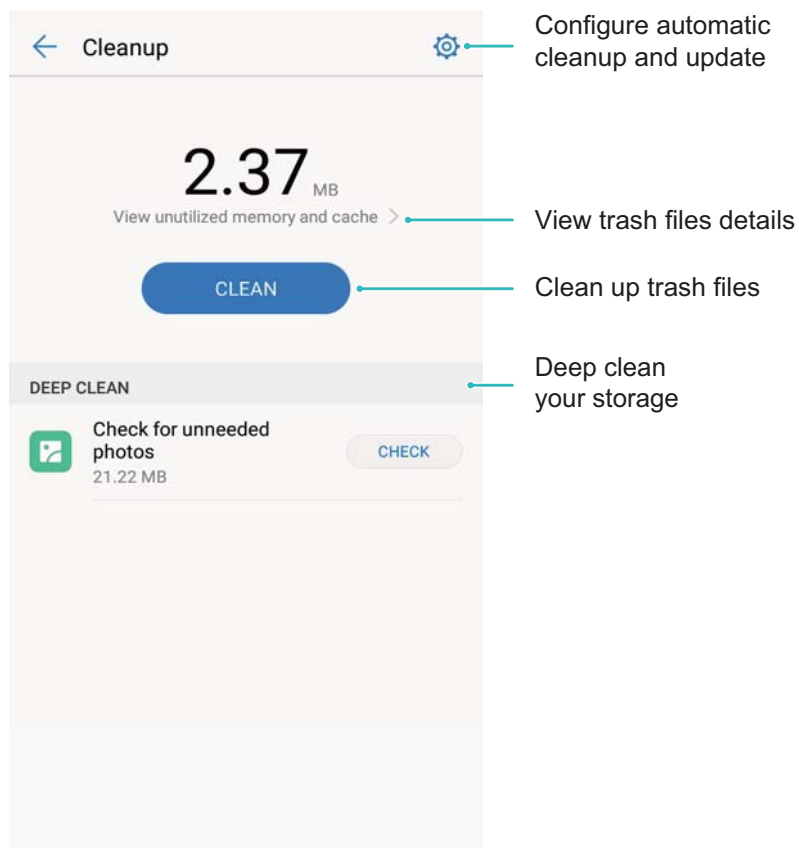 Cleanup
Configure automatic
cleanup and update
2.37 MB
View unutilized memory and cache
View trash files details
CLEAN
Clean up trash files
DEEP CLEAN
Deep clean
your storage
Check for unneeded
photos
21.22 MB
CHECK